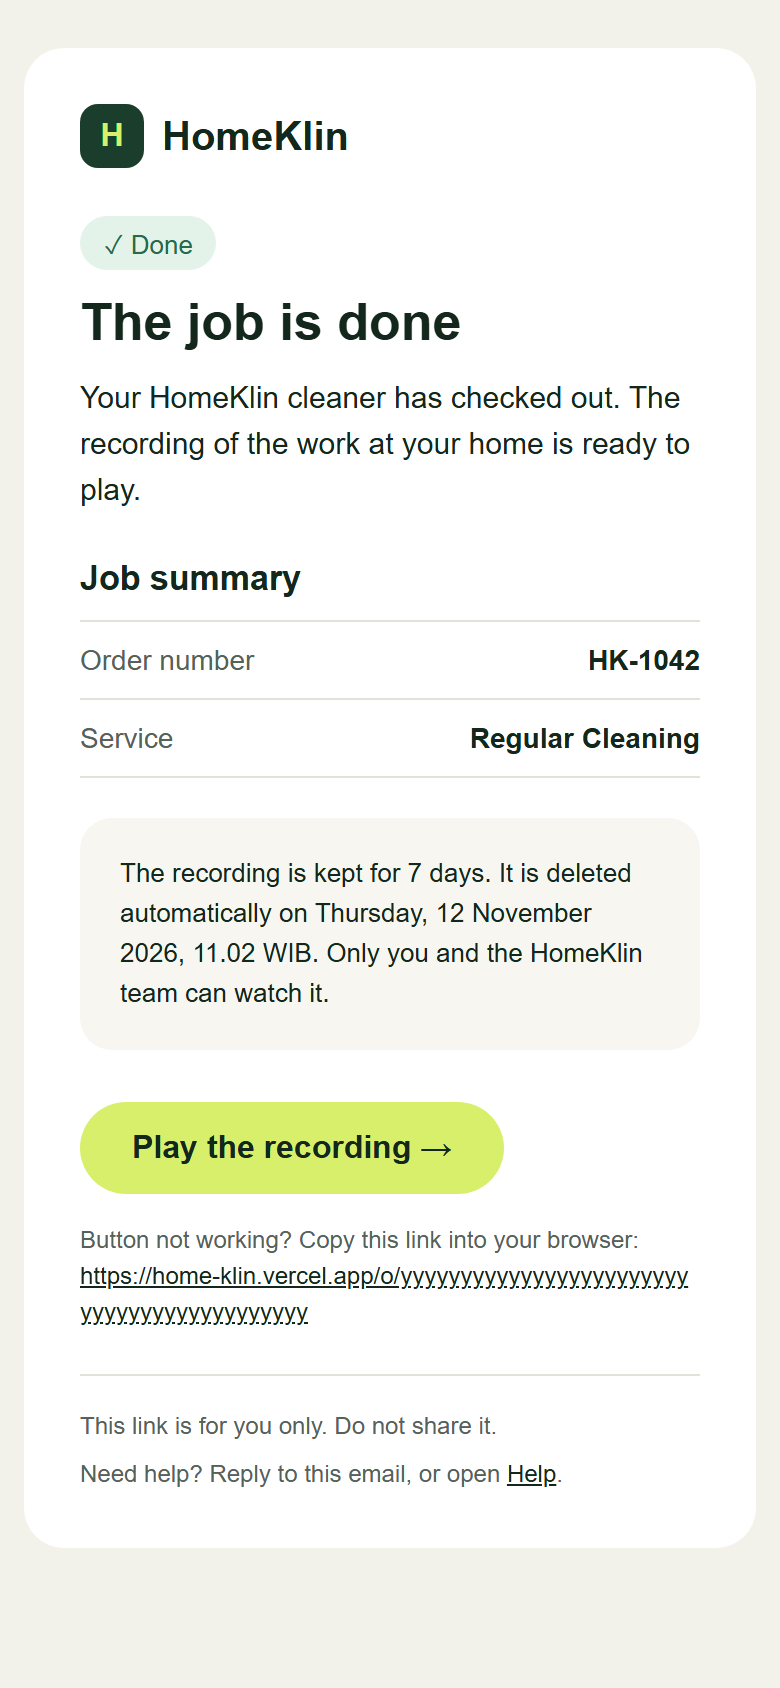 H HomeKlin
✓ Done
The job is done
Your HomeKlin cleaner has checked out. The
recording of the work at your home is ready to
play.
Job summary
Order number HK-1042
Service Regular Cleaning
The recording is kept for 7 days. It is deleted
automatically on Thursday, 12 November
2026, 11.02 WIB. Only you and the HomeKlin
team can watch it.
Play the recording →
Button not working? Copy this link into your browser:
https://home-klin.vercel.app/o/yyyyyyyyyyyyyyyyyyyyyyyy
yyyyyyyyyyyyyyyyyyy
This link is for you only. Do not share it.
Need help? Reply to this email, or open Help.